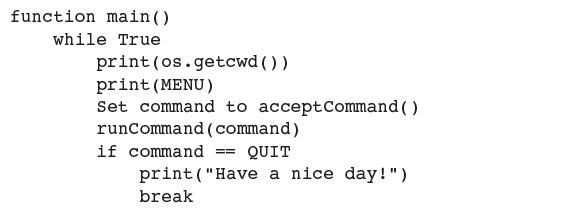 function main()
    while True
        print(os.getcwd())
        print(MENU)
        Set command to acceptCommand()
        runCommand(command)
        if command == QUIT
            print("Have a nice day!")
            break